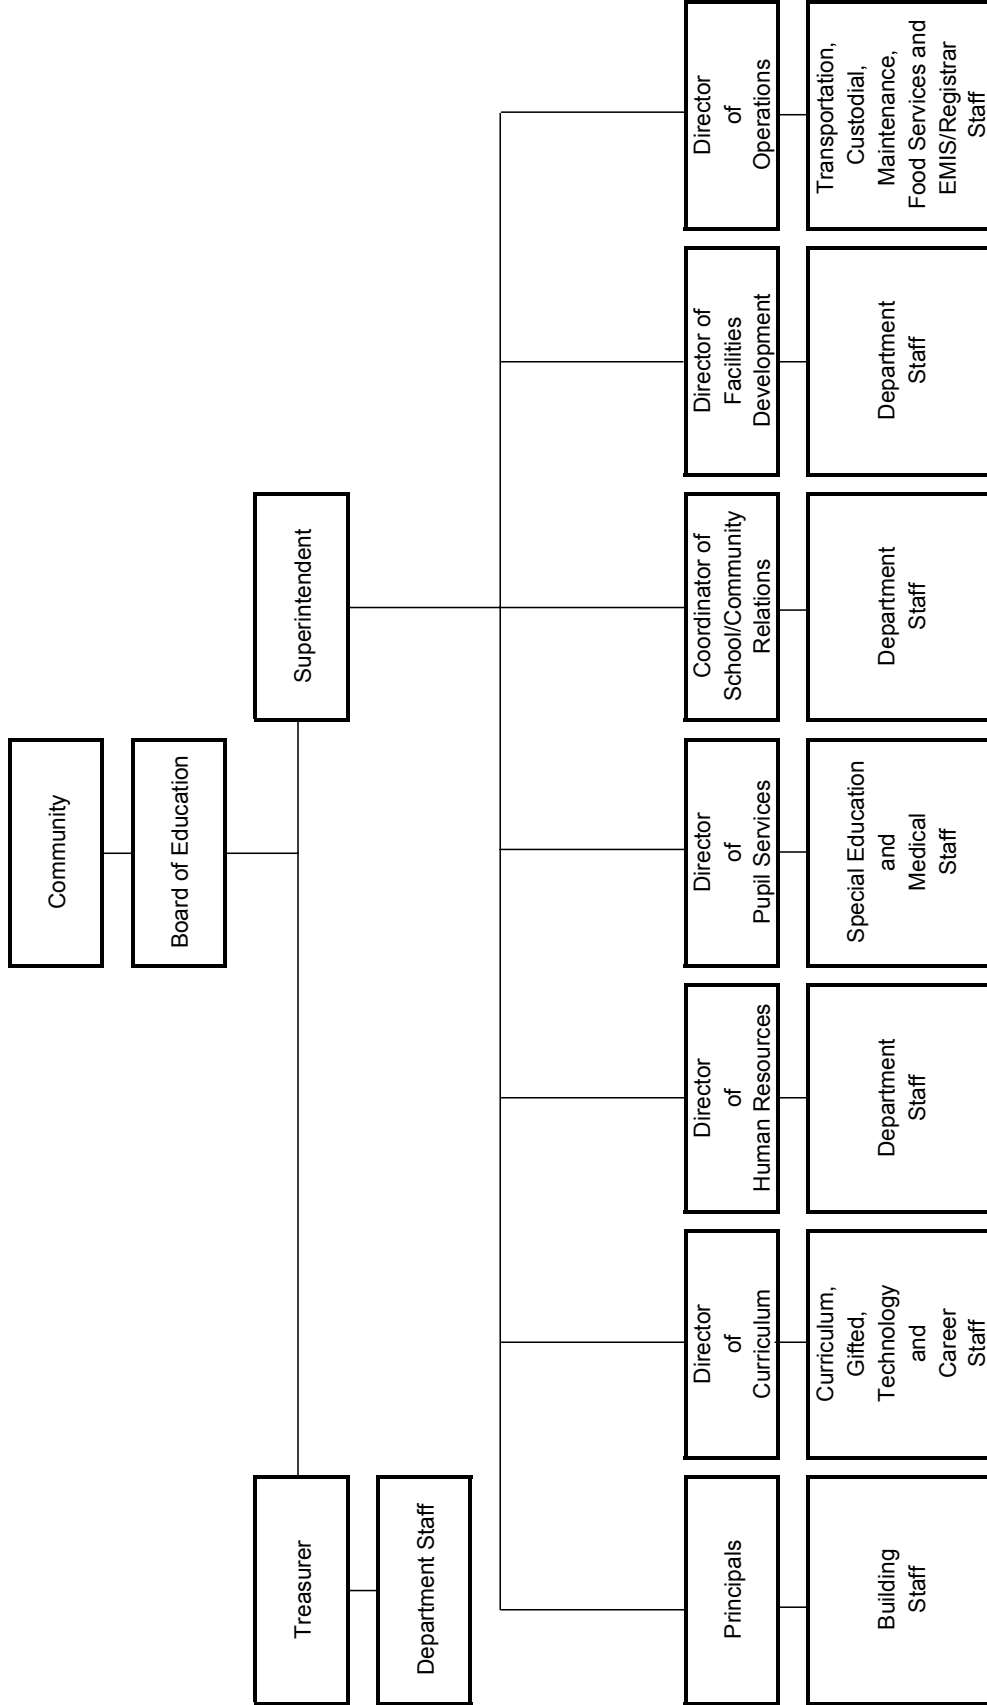 Community
Board of Education
Treasurer
Superintendent
Department Staff
Principals
Director
of
Curriculum
Director
of
Human Resources
Director
of
Pupil Services
Coordinator of
School/Community
Relations
Director of
Facilities
Development
Director
of
Operations
Building
Staff
Curriculum,
Gifted,
Technology
and
Career
Staff
Department
Staff
Special Education
and
Medical
Staff
Department
Staff
Department
Staff
Transportation,
Custodial,
Maintenance,
Food Services and
EMIS/Registrar
Staff